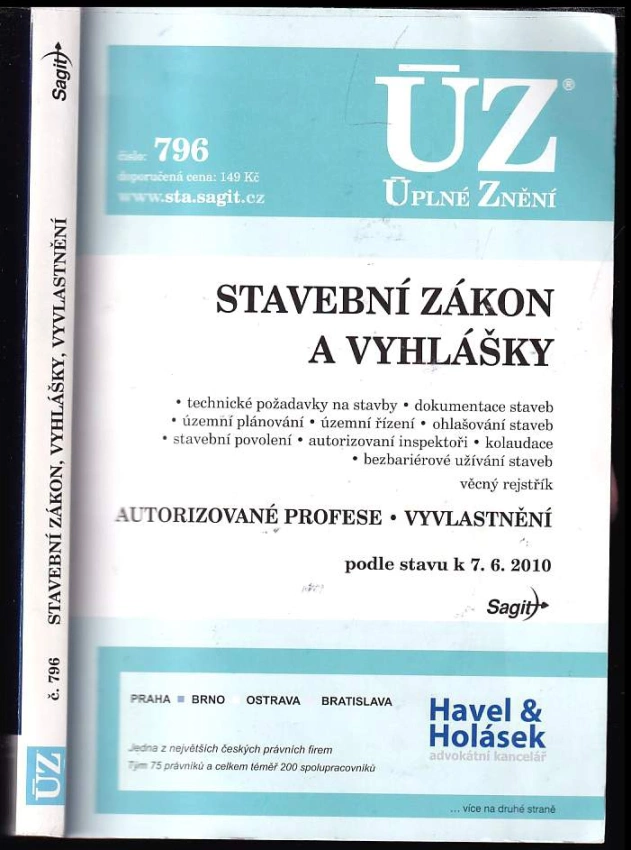 Sagit
STAVEBNÍ ZÁKON, VYHLÁŠKY, VYVLASTNĚNÍ
č. 796
ÚZ
ÚZ®
ÚPLNÉ ZNĚNÍ
číslo: 796
doporučená cena: 149 Kč
www.sta.sagit.cz
STAVEBNÍ ZÁKON
A VYHLÁŠKY
• technické požadavky na stavby • dokumentace staveb
• územní plánování • územní řízení • ohlašování staveb
• stavební povolení • autorizovaní inspektoři • kolaudace
• bezbariérové užívání staveb
věcný rejstřík
AUTORIZOVANÉ PROFESE • VYVLASTNĚNÍ
podle stavu k 7. 6. 2010
Sagit
PRAHA ■ BRNO OSTRAVA BRATISLAVA
Havel &
Holásek
advokátní kancelář
Jedna z největších českých právních firem
Tým 75 právníků a celkem téměř 200 spolupracovníků
... více na druhé straně